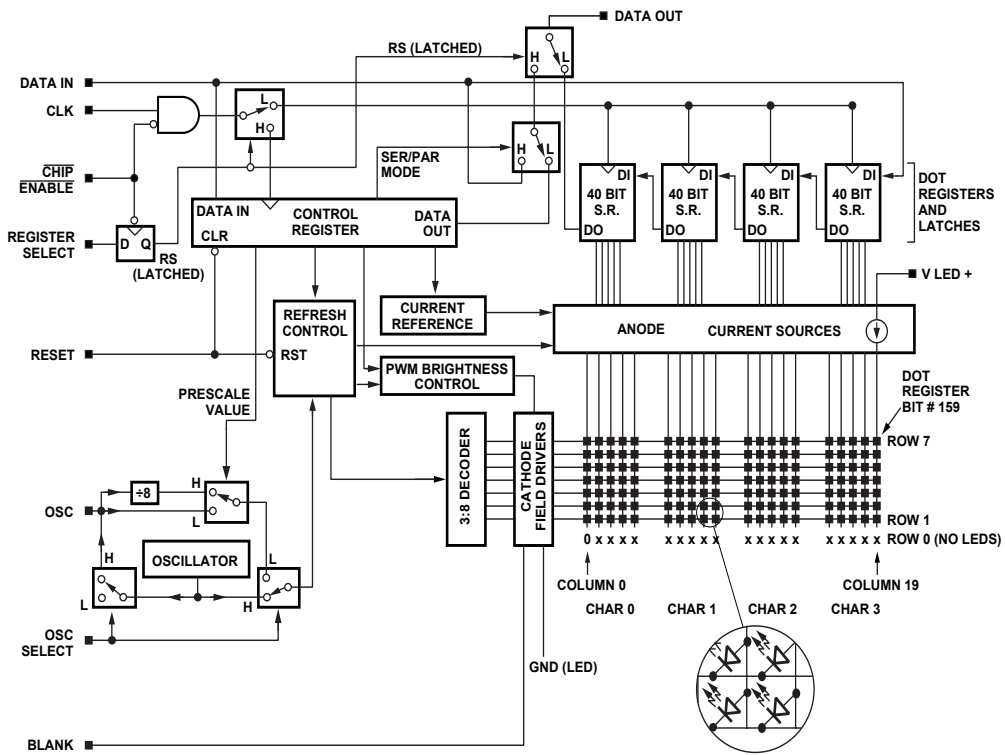 DATA OUT
RS (LATCHED)
H
L
DATA IN
CLK
L
H
H
L
SER/PAR
MODE
CHIP
ENABLE
DI
40 BIT
S.R.
DO
DI
40 BIT
S.R.
DI
40 BIT
S.R.
DI
40 BIT
S.R.
DO
DOT
REGISTERS
AND
LATCHES
DATA IN
CONTROL
REGISTER
DATA
OUT
CLR
REGISTER
SELECT
D
Q
RS
(LATCHED)
V LED +
REFRESH
CONTROL
RST
CURRENT
REFERENCE
ANODE
CURRENT SOURCES
RESET
PWM BRIGHTNESS
CONTROL
PRESCALE
VALUE
DOT
REGISTER
BIT # 159
3:8 DECODER
CATHODE
FIELD DRIVERS
ROW 7
÷8
H
L
OSC
ROW 1
0 x x x x
x x x x x
x x x x x
x x x x x
ROW 0 (NO LEDS)
H
L
OSCILLATOR
L
H
COLUMN 0
COLUMN 19
CHAR 0
CHAR 1
CHAR 2
CHAR 3
OSC
SELECT
GND (LED)
BLANK